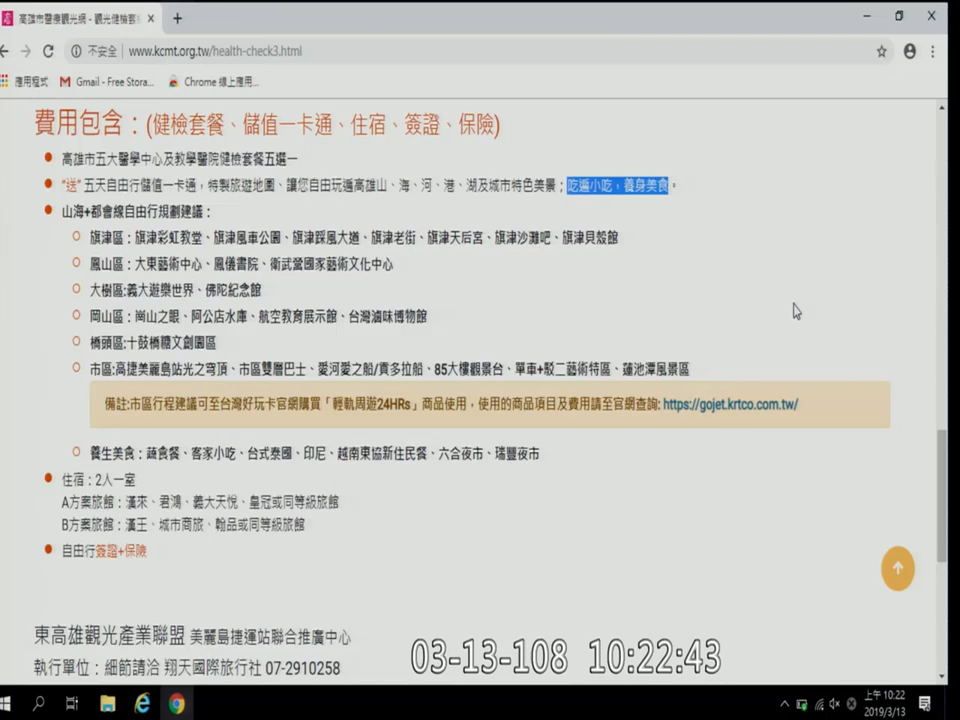 高雄市醫療觀光網 - 觀光健檢套
不安全 | www.kcmt.org.tw/health-check3.html
應用程式 Gmail - Free Stora... Chrome 線上應用...
費用包含：(健檢套餐、儲值一卡通、住宿、簽證、保險)
高雄市五大醫學中心及教學醫院健檢套餐五選一
“送” 五天自由行儲值一卡通，特製旅遊地圖、讓您自由玩遍高雄山、海、河、港、湖及城市特色美景；吃遍小吃，養身美食。
山海+都會線自由行規劃建議：
旗津區：旗津彩虹教堂、旗津風車公園、旗津踩風大道、旗津老街、旗津天后宮、旗津沙灘吧、旗津貝殼館
鳳山區：大東藝術中心、鳳儀書院、衛武營國家藝術文化中心
大樹區:義大遊樂世界、佛陀紀念館
岡山區：崗山之眼、阿公店水庫、航空教育展示館、台灣滷味博物館
橋頭區:十鼓橋糖文創園區
市區:高捷美麗島站光之穹頂、市區雙層巴士、愛河愛之船/貢多拉船、85大樓觀景台、單車+駁二藝術特區、蓮池潭風景區
備註:市區行程建議可至台灣好玩卡官網購買「輕軌周遊24HRs」商品使用，使用的商品項目及費用請至官網查詢: https://gojet.krtco.com.tw/
養生美食：蔬食餐、客家小吃、台式泰國、印尼、越南東協新住民餐、六合夜市、瑞豐夜市
住宿：2人一室
A方案旅館：漢來、君鴻、義大天悅、皇冠或同等級旅館
B方案旅館：漢王、城市商旅、翰品或同等級旅館
自由行簽證+保險
東高雄觀光產業聯盟 美麗島捷運站聯合推廣中心
執行單位：細節請洽 翔天國際旅行社 07-2910258
03-13-108 10:22:43
上午 10:22
2019/3/13